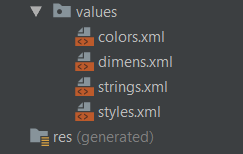 values
colors.xml
dimens.xml
strings.xml
styles.xml
res (generated)